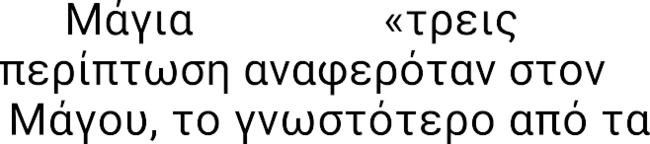 Μάγια «τρεις
περίπτωση αναφερόταν στον
Μάγου, το γνωστότερο από τα